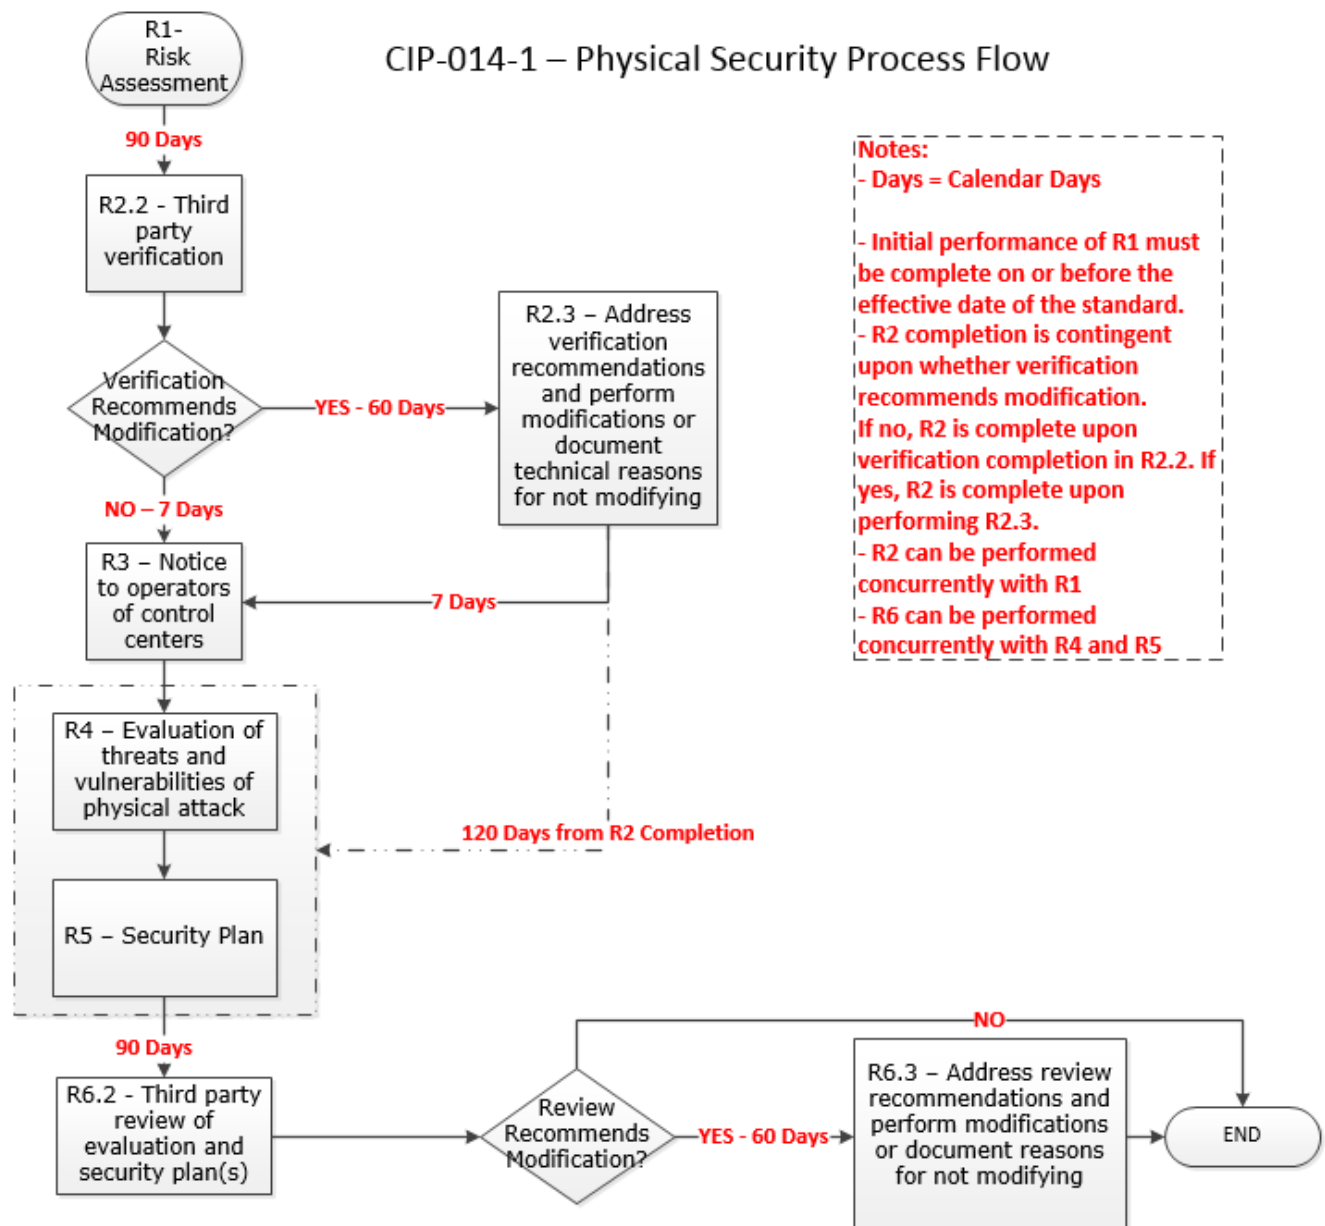 CIP-014-1 – Physical Security Process Flow
R1-
Risk
Assessment
90 Days
R2.2 - Third
party
verification
Verification
Recommends
Modification?
YES - 60 Days
R2.3 – Address
verification
recommendations
and perform
modifications or
document
technical reasons
for not modifying
NO – 7 Days
7 Days
R3 – Notice
to operators
of control
centers
Notes:
- Days = Calendar Days
- Initial performance of R1 must
be complete on or before the
effective date of the standard.
- R2 completion is contingent
upon whether verification
recommends modification.
If no, R2 is complete upon
verification completion in R2.2. If
yes, R2 is complete upon
performing R2.3.
- R2 can be performed
concurrently with R1
- R6 can be performed
concurrently with R4 and R5
R4 – Evaluation of
threats and
vulnerabilities of
physical attack
120 Days from R2 Completion
R5 – Security Plan
90 Days
R6.2 - Third party
review of
evaluation and
security plan(s)
Review
Recommends
Modification?
NO
YES - 60 Days
R6.3 – Address review
recommendations and
perform modifications
or document reasons
for not modifying
END